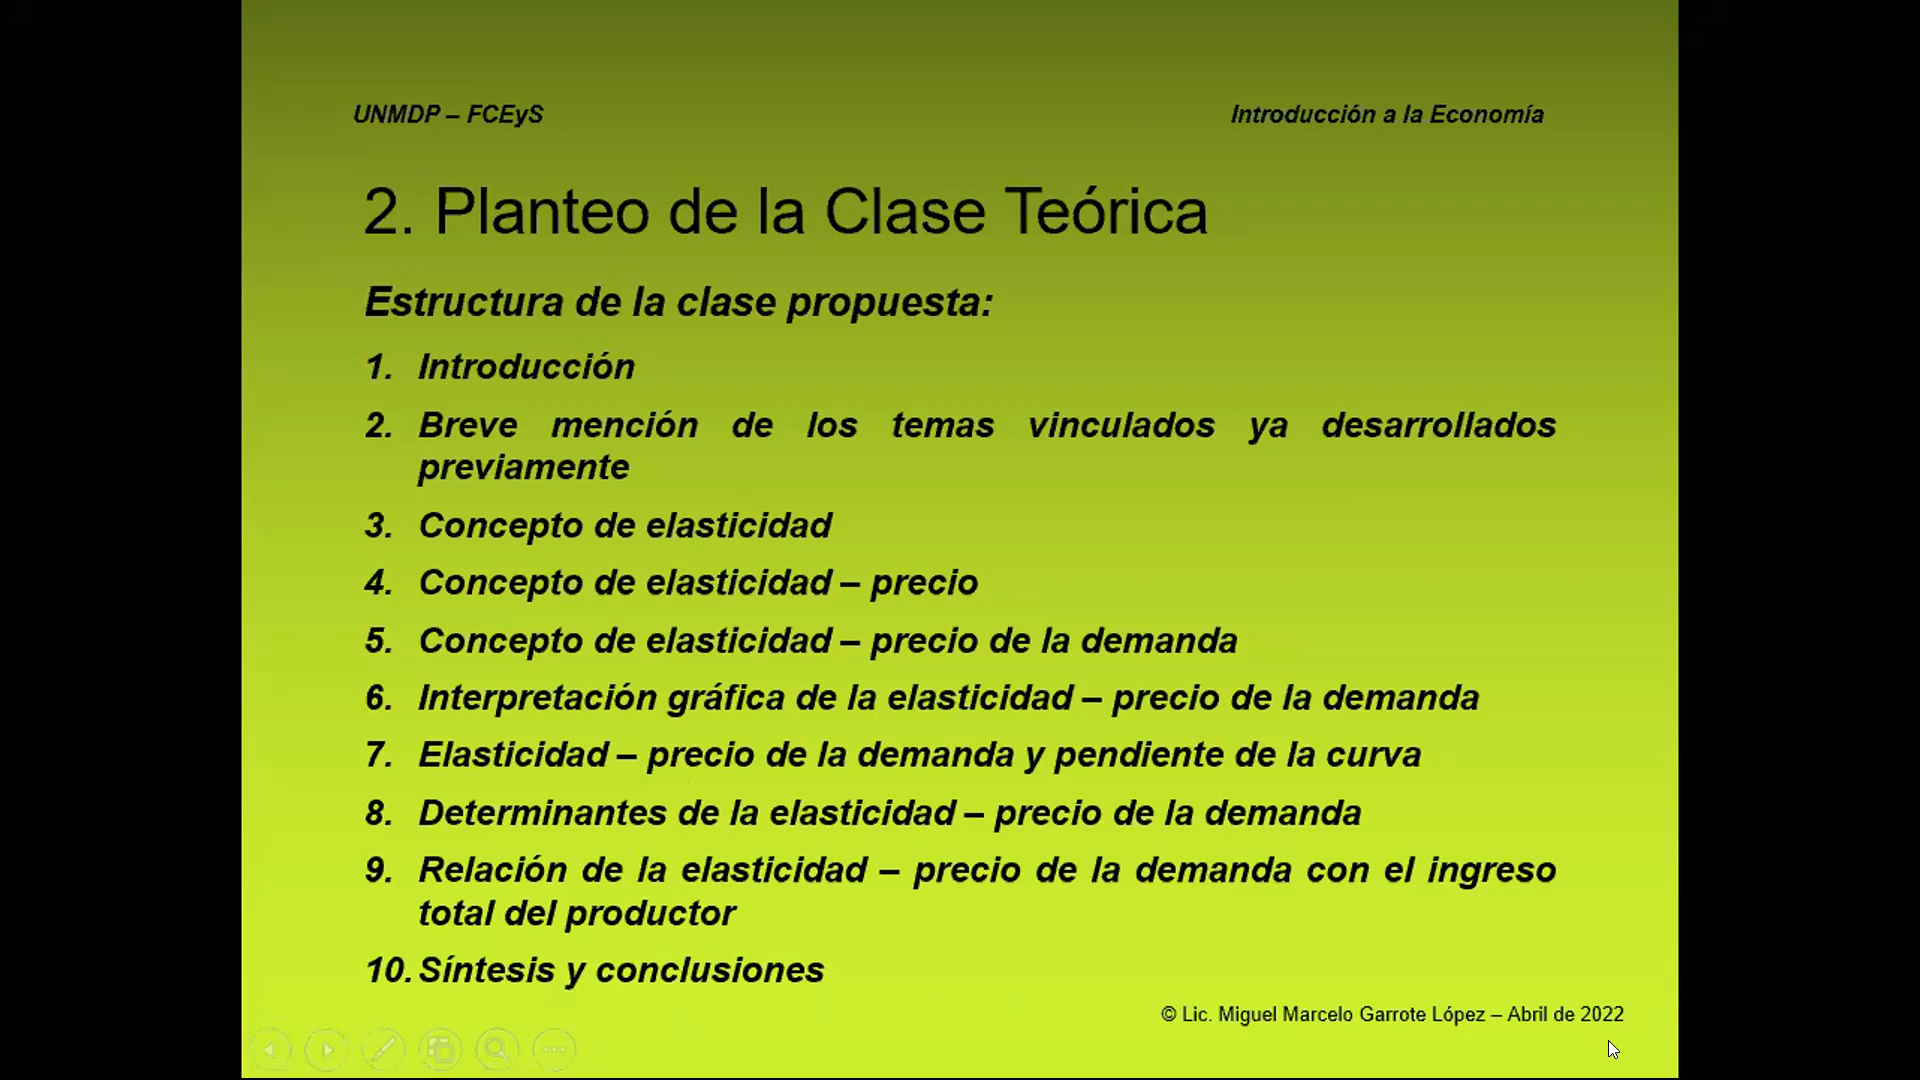 UNMDP – FCEyS
Introducción a la Economía
2. Planteo de la Clase Teórica
Estructura de la clase propuesta:
1. Introducción
2. Breve mención de los temas vinculados ya desarrollados
previamente
3. Concepto de elasticidad
4. Concepto de elasticidad – precio
5. Concepto de elasticidad – precio de la demanda
6. Interpretación gráfica de la elasticidad – precio de la demanda
7. Elasticidad – precio de la demanda y pendiente de la curva
8. Determinantes de la elasticidad – precio de la demanda
9. Relación de la elasticidad – precio de la demanda con el ingreso
total del productor
10. Síntesis y conclusiones
© Lic. Miguel Marcelo Garrote López – Abril de 2022